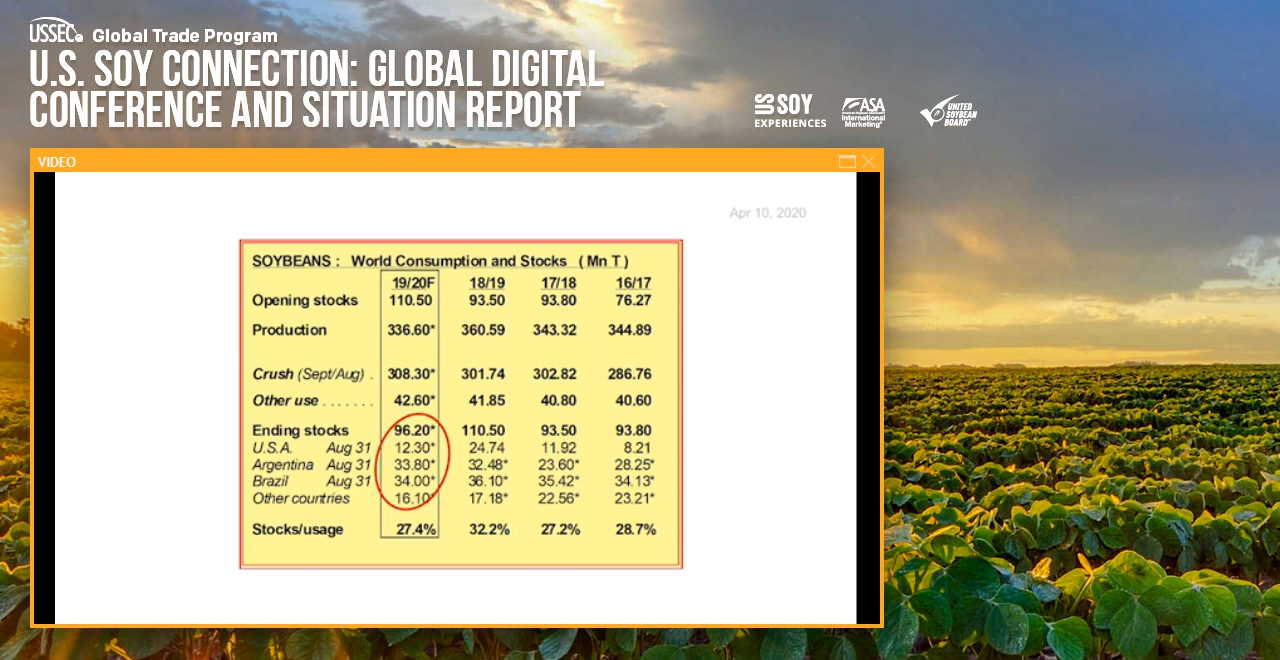 USSEC Global Trade Program
U.S. SOY CONNECTION: GLOBAL DIGITAL
CONFERENCE AND SITUATION REPORT
US SOY
EXPERIENCES
ASA
International
Marketing
UNITED
SOYBEAN
BOARD
VIDEO
Apr 10, 2020
SOYBEANS : World Consumption and Stocks ( Mn T )
19/20F 18/19 17/18 16/17
Opening stocks 110.50 93.50 93.80 76.27
Production 336.60* 360.59 343.32 344.89
Crush (Sept/Aug) . 308.30* 301.74 302.82 286.76
Other use . . . . . . . 42.60* 41.85 40.80 40.60
Ending stocks 96.20* 110.50 93.50 93.80
U.S.A. Aug 31 12.30* 24.74 11.92 8.21
Argentina Aug 31 33.80* 32.48* 23.60* 28.25*
Brazil Aug 31 34.00* 36.10* 35.42* 34.13*
Other countries 16.10* 17.18* 22.56* 23.21*
Stocks/usage 27.4% 32.2% 27.2% 28.7%